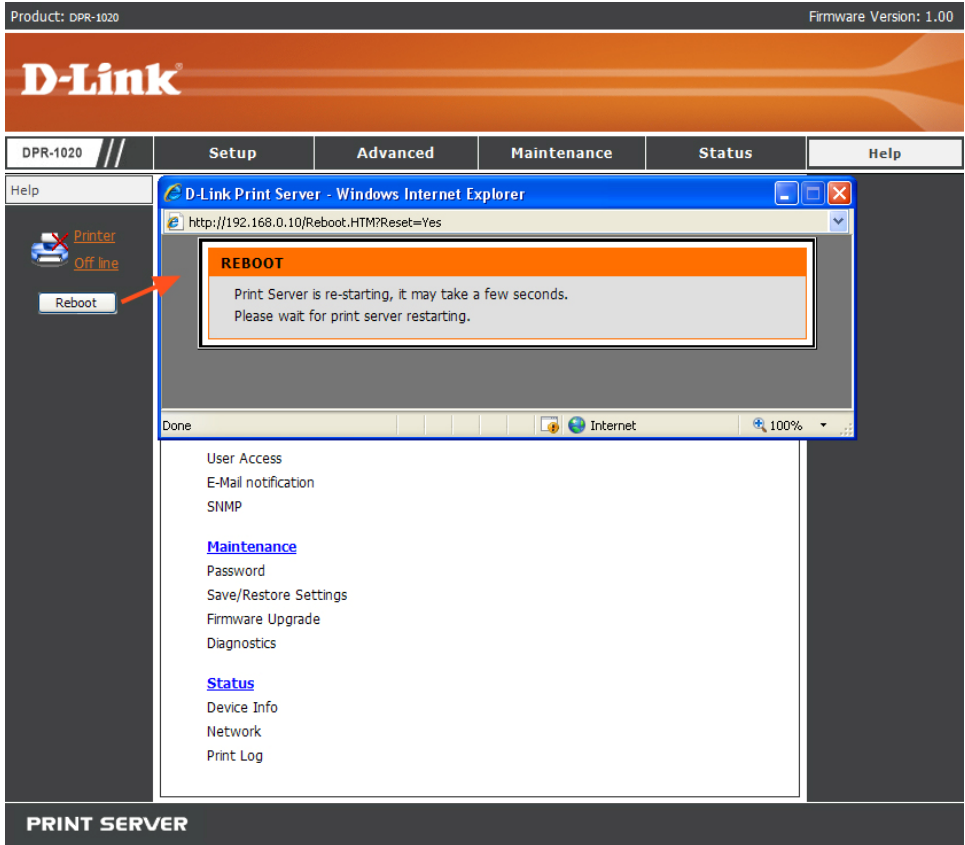 Product: DPR-1020 Firmware Version: 1.00
D-Link®
DPR-1020 Setup Advanced Maintenance Status Help
Help
Printer
Off line
Reboot
D-Link Print Server - Windows Internet Explorer
http://192.168.0.10/Reboot.HTM?Reset=Yes
REBOOT
Print Server is re-starting, it may take a few seconds.
Please wait for print server restarting.
Done Internet 100%
User Access
E-Mail notification
SNMP
Maintenance
Password
Save/Restore Settings
Firmware Upgrade
Diagnostics
Status
Device Info
Network
Print Log
PRINT SERVER